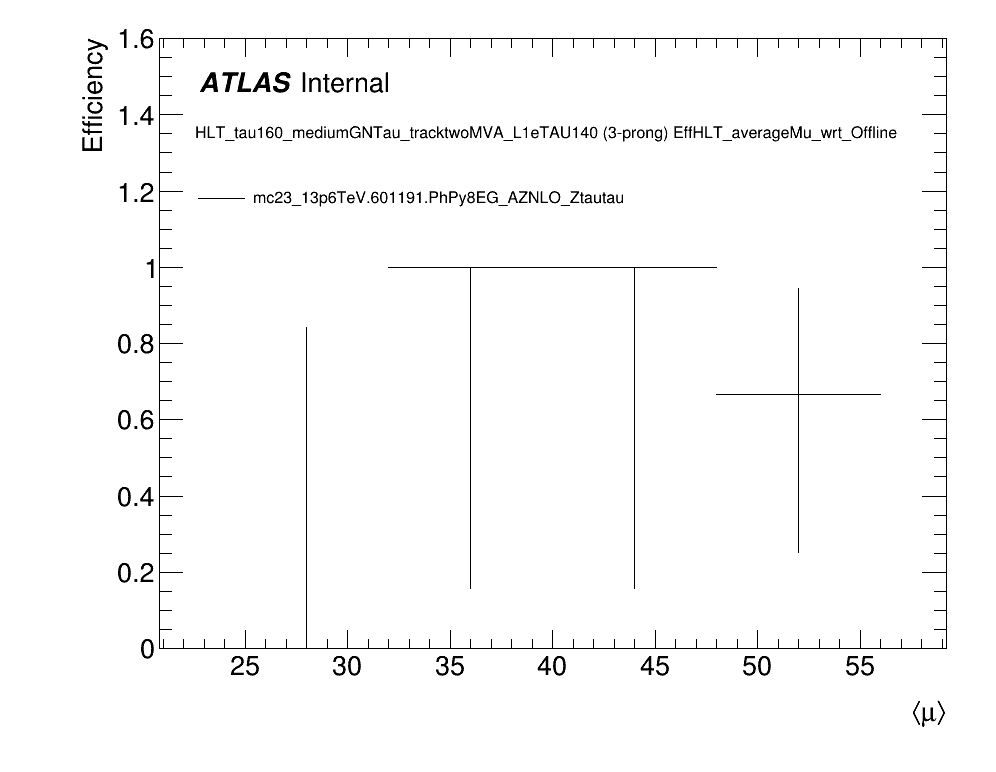 Efficiency
1.6
1.4
1.2
1
0.8
0.6
0.4
0.2
0
ATLAS Internal
HLT_tau160_mediumGNTau_tracktwoMVA_L1eTAU140 (3-prong) EffHLT_averageMu_wrt_Offline
mc23_13p6TeV.601191.PhPy8EG_AZNLO_Ztautau
25 30 35 40 45 50 55
⟨μ⟩